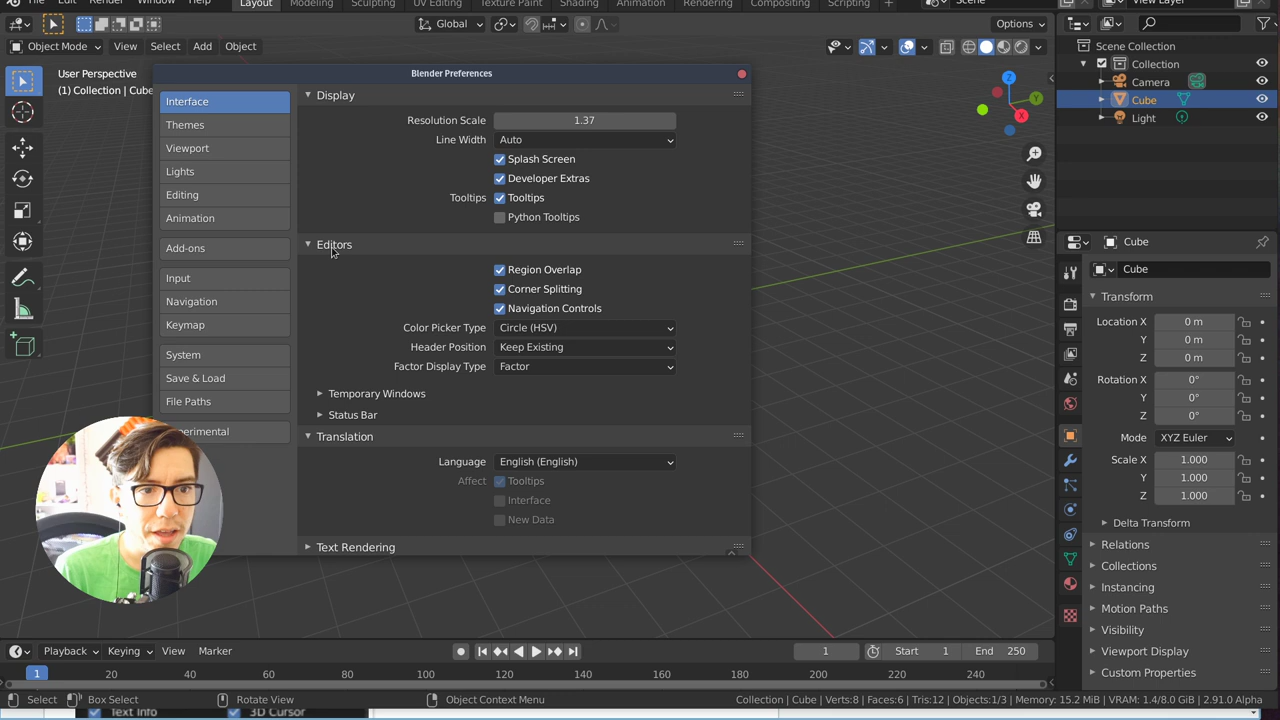 File Edit Render Window Help Layout Modeling Sculpting UV Editing Texture Paint Shading Animation Rendering Compositing Scripting + Scene View Layer
Global Options
Object Mode View Select Add Object
User Perspective
(1) Collection | Cube
Blender Preferences
Interface
Themes
Viewport
Lights
Editing
Animation
Add-ons
Input
Navigation
Keymap
System
Save & Load
File Paths
Display
Resolution Scale 1.37
Line Width Auto
Splash Screen
Developer Extras
Tooltips Tooltips
Python Tooltips
Editors
Region Overlap
Corner Splitting
Navigation Controls
Color Picker Type Circle (HSV)
Header Position Keep Existing
Factor Display Type Factor
Temporary Windows
Status Bar
Translation
Language English (English)
Affect Tooltips
Interface
New Data
Text Rendering
Z
Y
X
Scene Collection
Collection
Camera
Cube
Light
Cube
Cube
Transform
Location X 0 m
Y 0 m
Z 0 m
Rotation X 0°
Y 0°
Z 0°
Mode XYZ Euler
Scale X 1.000
Y 1.000
Z 1.000
Delta Transform
Relations
Collections
Instancing
Motion Paths
Visibility
Viewport Display
Custom Properties
Playback Keying View Marker 1 Start 1 End 250
1 20 40 60 80 100 120 140 160 180 200 220 240
Select Box Select Rotate View Object Context Menu Collection | Cube | Verts:8 | Faces:6 | Tris:12 | Objects:1/3 | Memory: 15.2 MiB | VRAM: 1.4/8.0 GiB | 2.91.0 Alpha
Text Info 3D Cursor